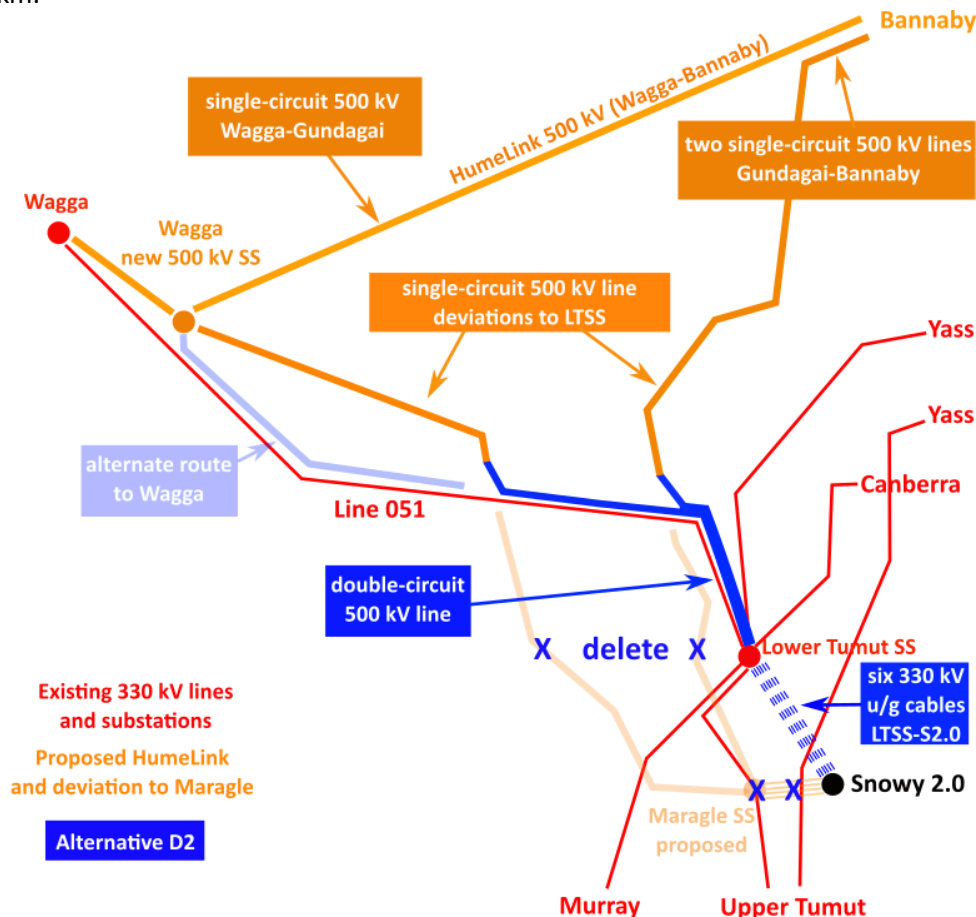 km.
Bannaby
single-circuit 500 kV
Wagga-Gundagai
HumeLink 500 kV (Wagga-Bannaby)
two single-circuit 500 kV lines
Gundagai-Bannaby
Wagga
Wagga
new 500 kV SS
single-circuit 500 kV line
deviations to LTSS
Yass
Yass
alternate route
to Wagga
Line 051
Canberra
double-circuit
500 kV line
X delete X
Lower Tumut SS
six 330 kV
u/g cables
LTSS-S2.0
Existing 330 kV lines
and substations
Proposed HumeLink
and deviation to Maragle
X X
Snowy 2.0
Maragle SS
proposed
Alternative D2
Murray
Upper Tumut